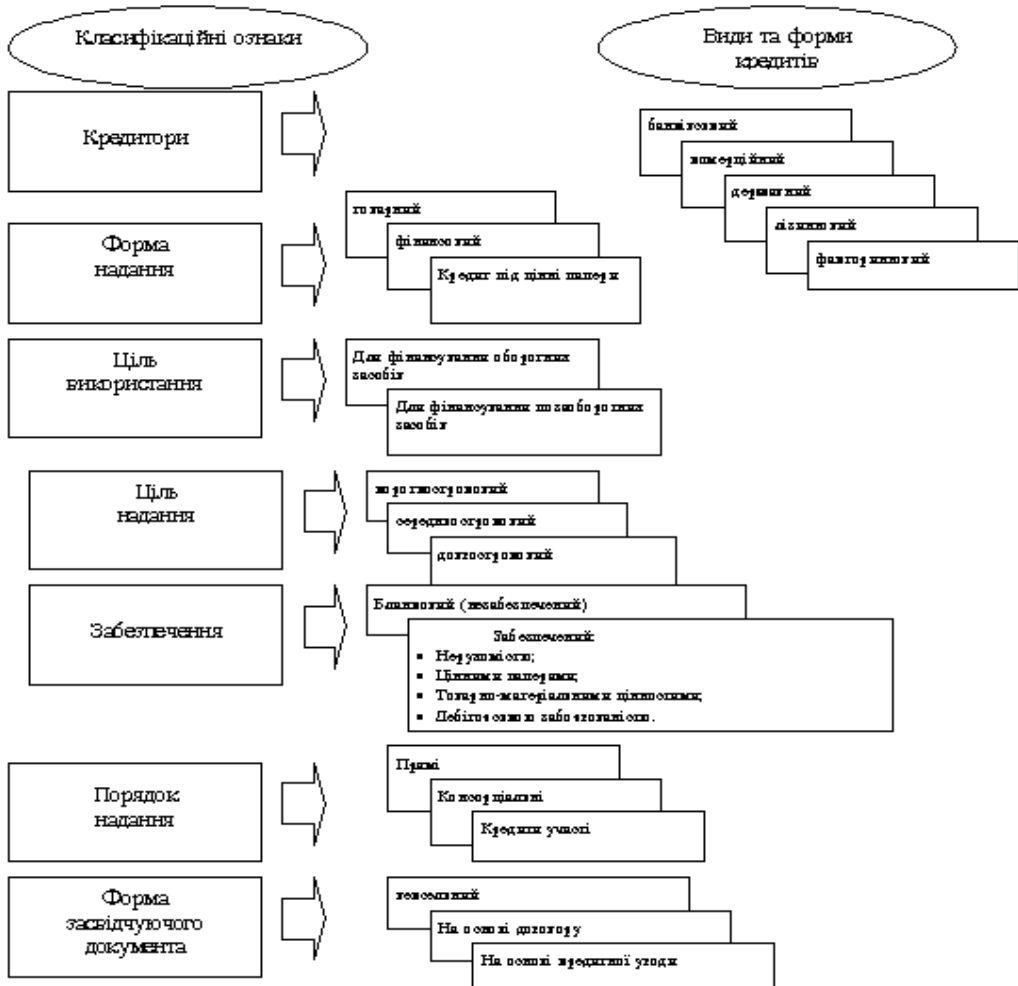 Класифікаційні ознаки
Види та форми
кредитів
Кредитори
банківський
комерційний
державний
лізинговий
факторинговий
Форма
надання
товарний
фінансовий
Кредит під цінні папери
Ціль
використання
Для фінансування оборотних
засобів
Для фінансування позаоборотних
засобів
Ціль
надання
короткостроковий
середньостроковий
довгостроковий
Забезпечення
Бланковий (незабезпечений)
Забезпечений:
• Нерухомістю;
• Цінними паперами;
• Товарно-матеріальними цінностями;
• Дебіторською заборгованістю.
Порядок
надання
Прямі
Консорціальні
Кредити участі
Форма
засвідчуючого
документа
вексельний
На основі договору
На основі кредитної угоди